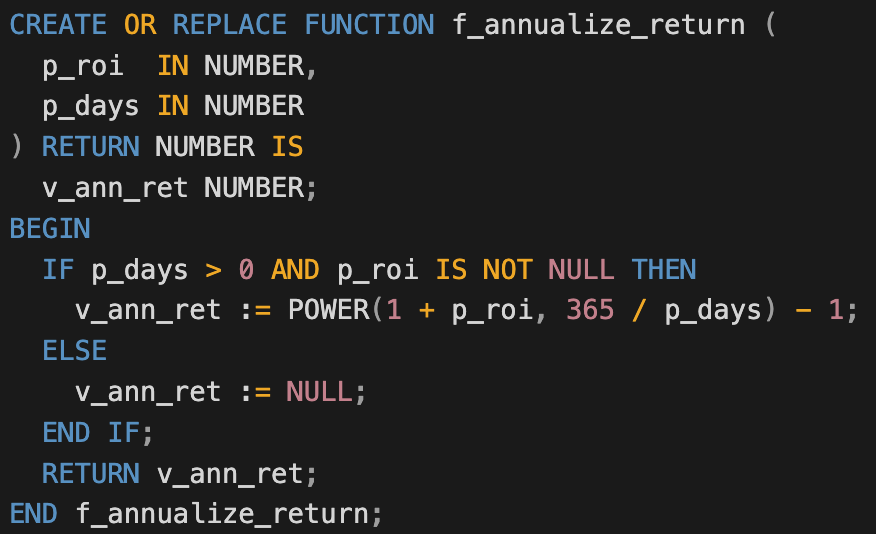 CREATE OR REPLACE FUNCTION f_annualize_return (
  p_roi  IN NUMBER,
  p_days IN NUMBER
) RETURN NUMBER IS
  v_ann_ret NUMBER;
BEGIN
  IF p_days > 0 AND p_roi IS NOT NULL THEN
    v_ann_ret := POWER(1 + p_roi, 365 / p_days) - 1;
  ELSE
    v_ann_ret := NULL;
  END IF;
  RETURN v_ann_ret;
END f_annualize_return;